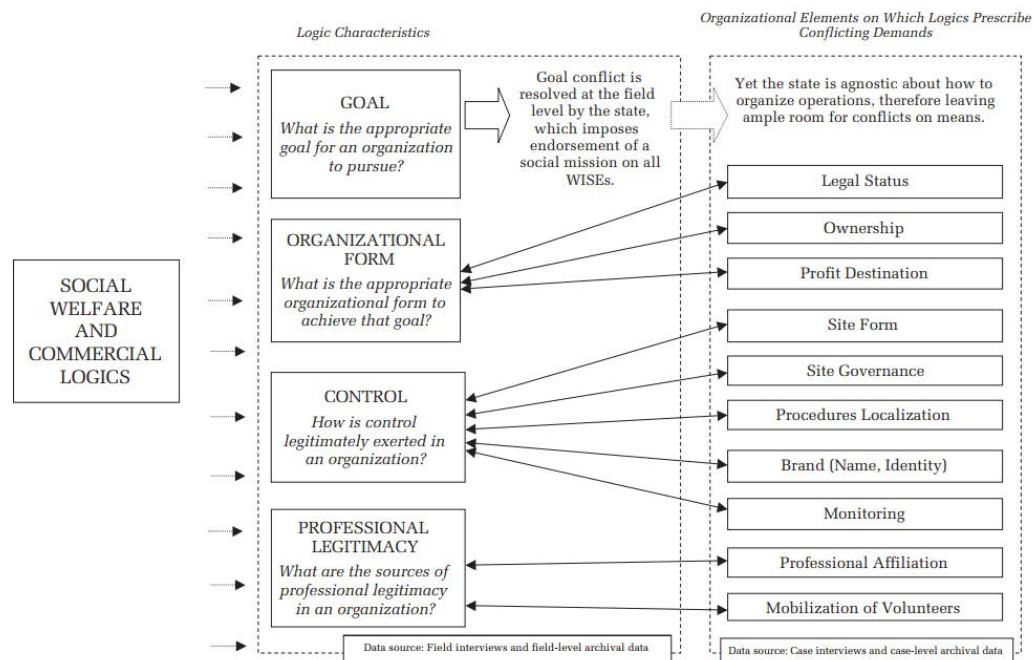 Logic Characteristics
Organizational Elements on Which Logics Prescribe
Conflicting Demands
SOCIAL
WELFARE
AND
COMMERCIAL
LOGICS
GOAL
What is the appropriate
goal for an organization
to pursue?
Goal conflict is
resolved at the field
level by the state,
which imposes
endorsement of a
social mission on all
WISEs.
Yet the state is agnostic about how to
organize operations, therefore leaving
ample room for conflicts on means.
ORGANIZATIONAL
FORM
What is the appropriate
organizational form to
achieve that goal?
Legal Status
Ownership
Profit Destination
CONTROL
How is control
legitimately exerted in
an organization?
Site Form
Site Governance
Procedures Localization
Brand (Name, Identity)
Monitoring
PROFESSIONAL
LEGITIMACY
What are the sources of
professional legitimacy
in an organization?
Professional Affiliation
Mobilization of Volunteers
Data source: Field interviews and field-level archival data
Data source: Case interviews and case-level archival data